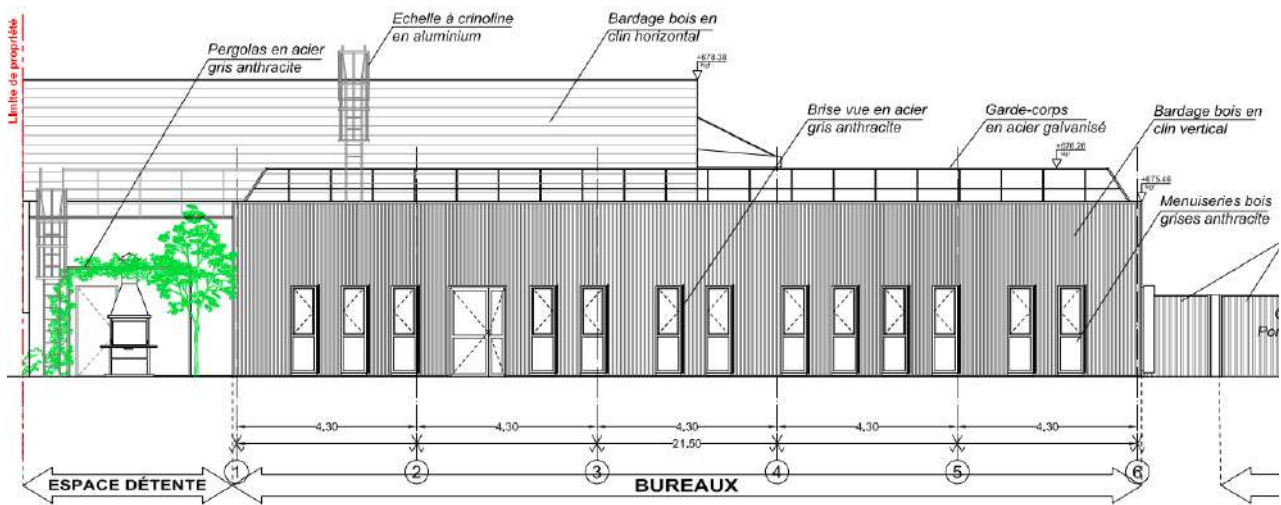 Limite de propriété
Echelle à crinoline
en aluminium
Bardage bois en
clin horizontal
Pergolas en acier
gris anthracite
+678.38
Ngf
Brise vue en acier
gris anthracite
Garde-corps
en acier galvanisé
Bardage bois en
clin vertical
+676.20
Ngf
+675.46
Ngf
Menuiseries bois
grises anthracite
4.30
4.30
4.30
4.30
4.30
21.50
1
2
3
4
5
6
ESPACE DÉTENTE
BUREAUX